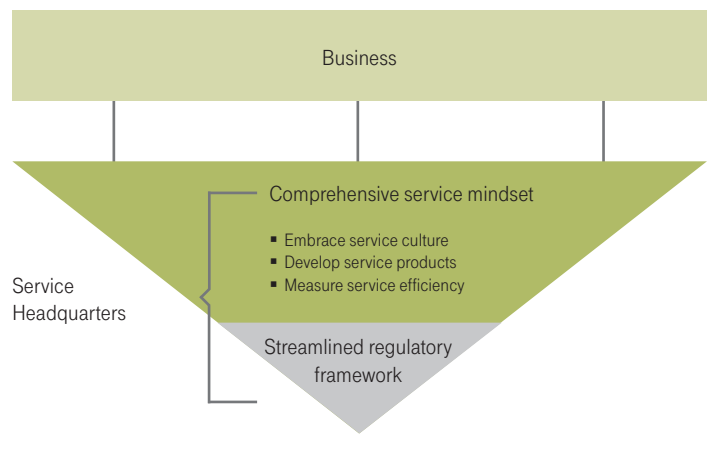 Business
Comprehensive service mindset
▪ Embrace service culture
▪ Develop service products
▪ Measure service efficiency
Service
Headquarters
Streamlined regulatory
framework